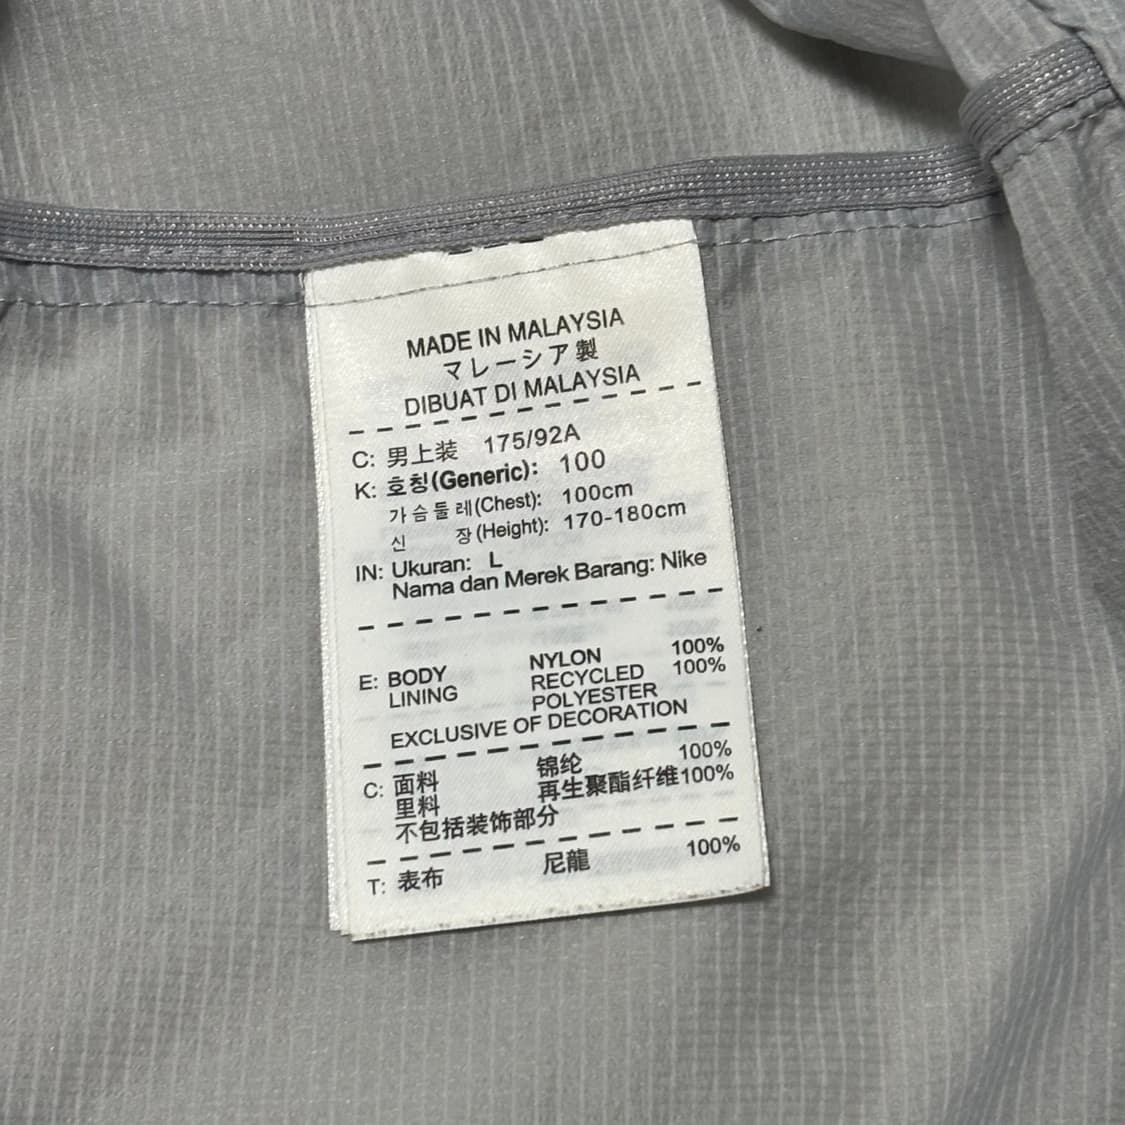 MADE IN MALAYSIA
マレーシア製
DIBUAT DI MALAYSIA
C: 男上装 175/92A
K: 호칭(Generic): 100
가슴둘레(Chest): 100cm
신 장(Height): 170-180cm
IN: Ukuran: L
Nama dan Merek Barang: Nike
E: BODY NYLON 100%
LINING RECYCLED 100%
POLYESTER
EXCLUSIVE OF DECORATION
C: 面料 锦纶 100%
里料 再生聚酯纤维100%
不包括装饰部分
T: 表布 尼龍 100%